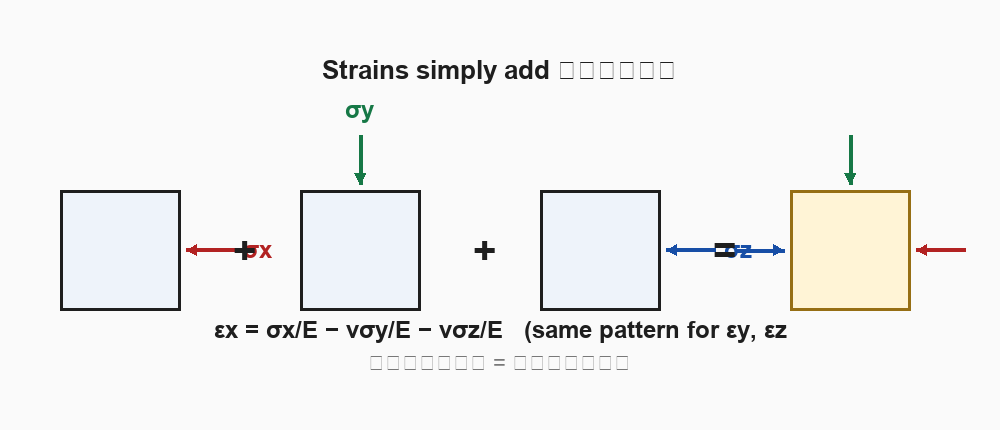 Strains simply add
σy
+ σx + = σz
εx = σx/E − νσy/E − νσz/E (same pattern for εy, εz
=